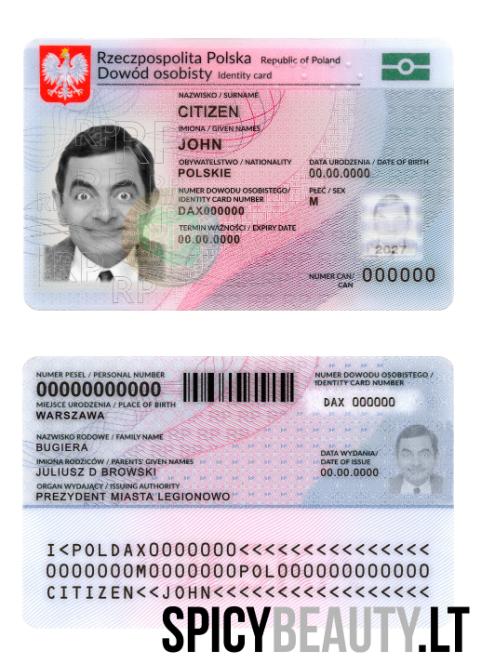 Rzeczpospolita Polska Republic of Poland
Dowód osobisty Identity card
NAZWISKO / SURNAME
CITIZEN
IMIONA / GIVEN NAMES
JOHN
OBYWATELSTWO / NATIONALITY DATA URODZENIA / DATE OF BIRTH
POLSKIE 00.00.0000
NUMER DOWODU OSOBISTEGO/ PŁEĆ / SEX
IDENTITY CARD NUMBER M
DAX000000
TERMIN WAŻNOŚCI / EXPIRY DATE
00.00.0000
2027
NUMER CAN/ 000000
CAN
NUMER PESEL / PERSONAL NUMBER NUMER DOWODU OSOBISTEGO /
00000000000 IDENTITY CARD NUMBER
MIEJSCE URODZENIA / PLACE OF BIRTH DAX 000000
WARSZAWA
NAZWISKO RODOWE / FAMILY NAME
BUGIERA
IMIONA RODZICÓW / PARENTS' GIVEN NAMES DATA WYDANIA/
JULIUSZ D BROWSKI DATE OF ISSUE
ORGAN WYDAJĄCY / ISSUING AUTHORITY 00.00.0000
PREZYDENT MIASTA LEGIONOWO
I<POLDAX0000000<<<<<<<<<<<<<<<
0000000M0000000POL000000000000
CITIZEN<<JOHN<<<<<<<<<<<<<<<<<
SPICYBEAUTY.LT